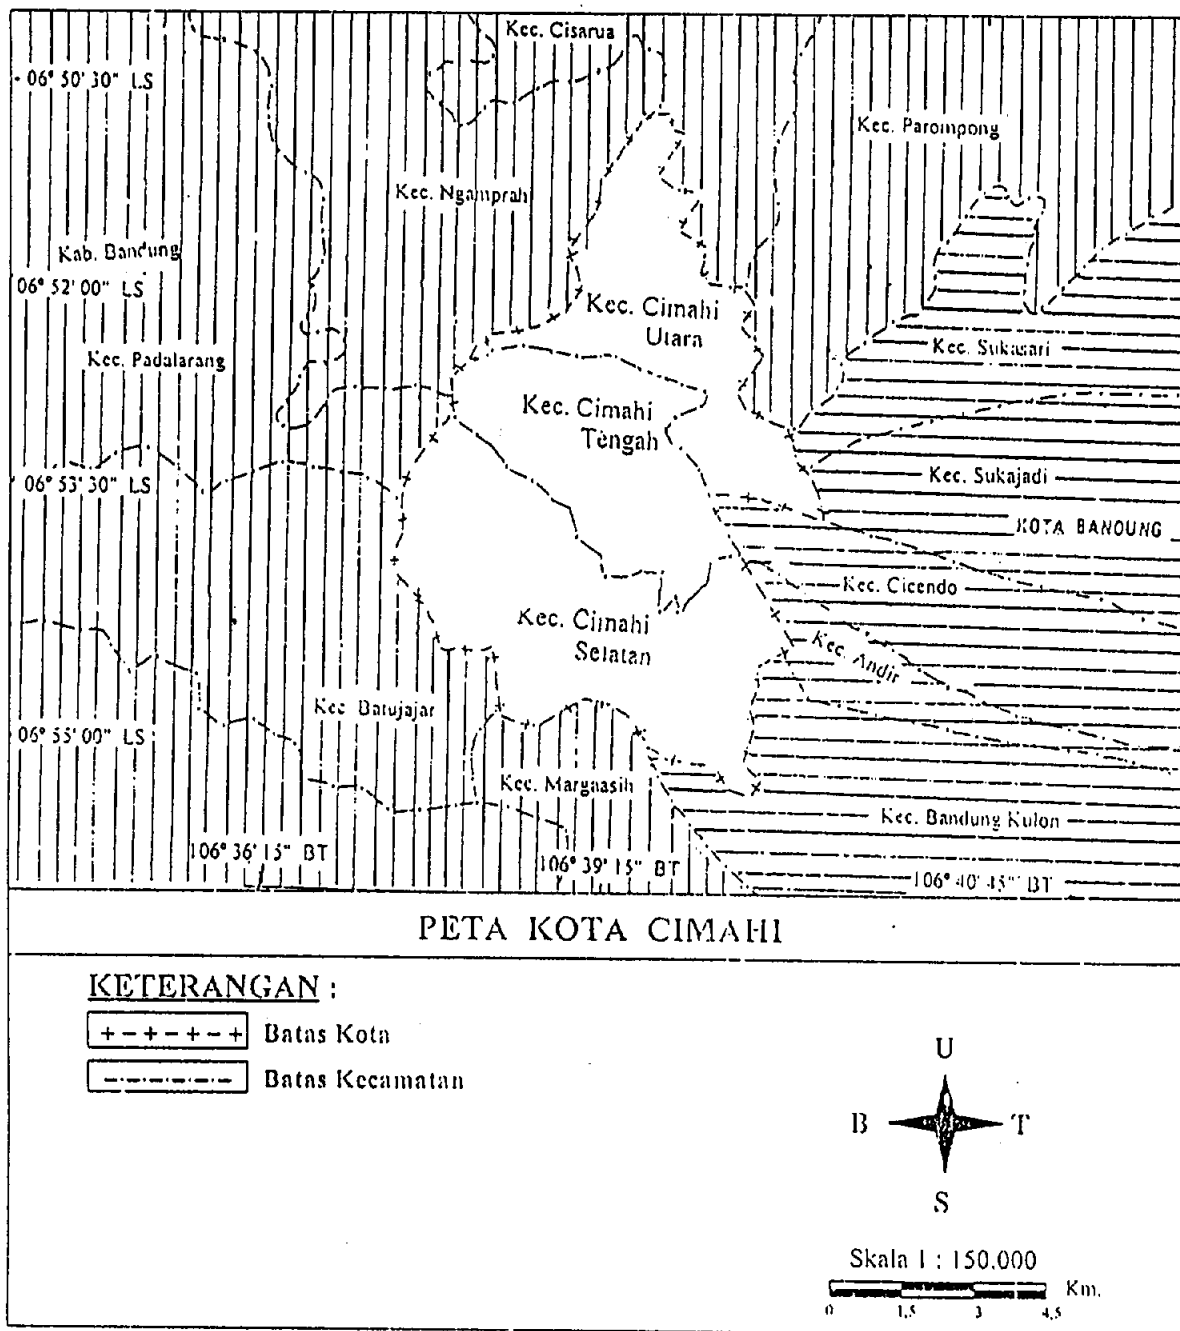 Kec. Cisarua
06° 50' 30" LS
Kec. Parompong
Kec. Ngamprah
Kab. Bandung
06° 52' 00" LS
Kec. Cimahi
Utara
Kec. Sukasari
Kec. Padalarang
Kec. Cimahi
Tengah
Kec. Sukajadi
06° 53' 30" LS
KOTA BANDUNG
Kec. Cicendo
Kec. Cimahi
Selatan
Kec. Andir
Kec. Batujajar
06° 55' 00" LS
Kec. Margaasih
Kec. Bandung Kulon
106° 36' 15" BT
106° 39' 15" BT
106° 40' 45" BT
PETA KOTA CIMAHI
KETERANGAN :
Batas Kota
Batas Kecamatan
U
B T
S
Skala 1 : 150.000
Km.
0 1,5 3 4,5